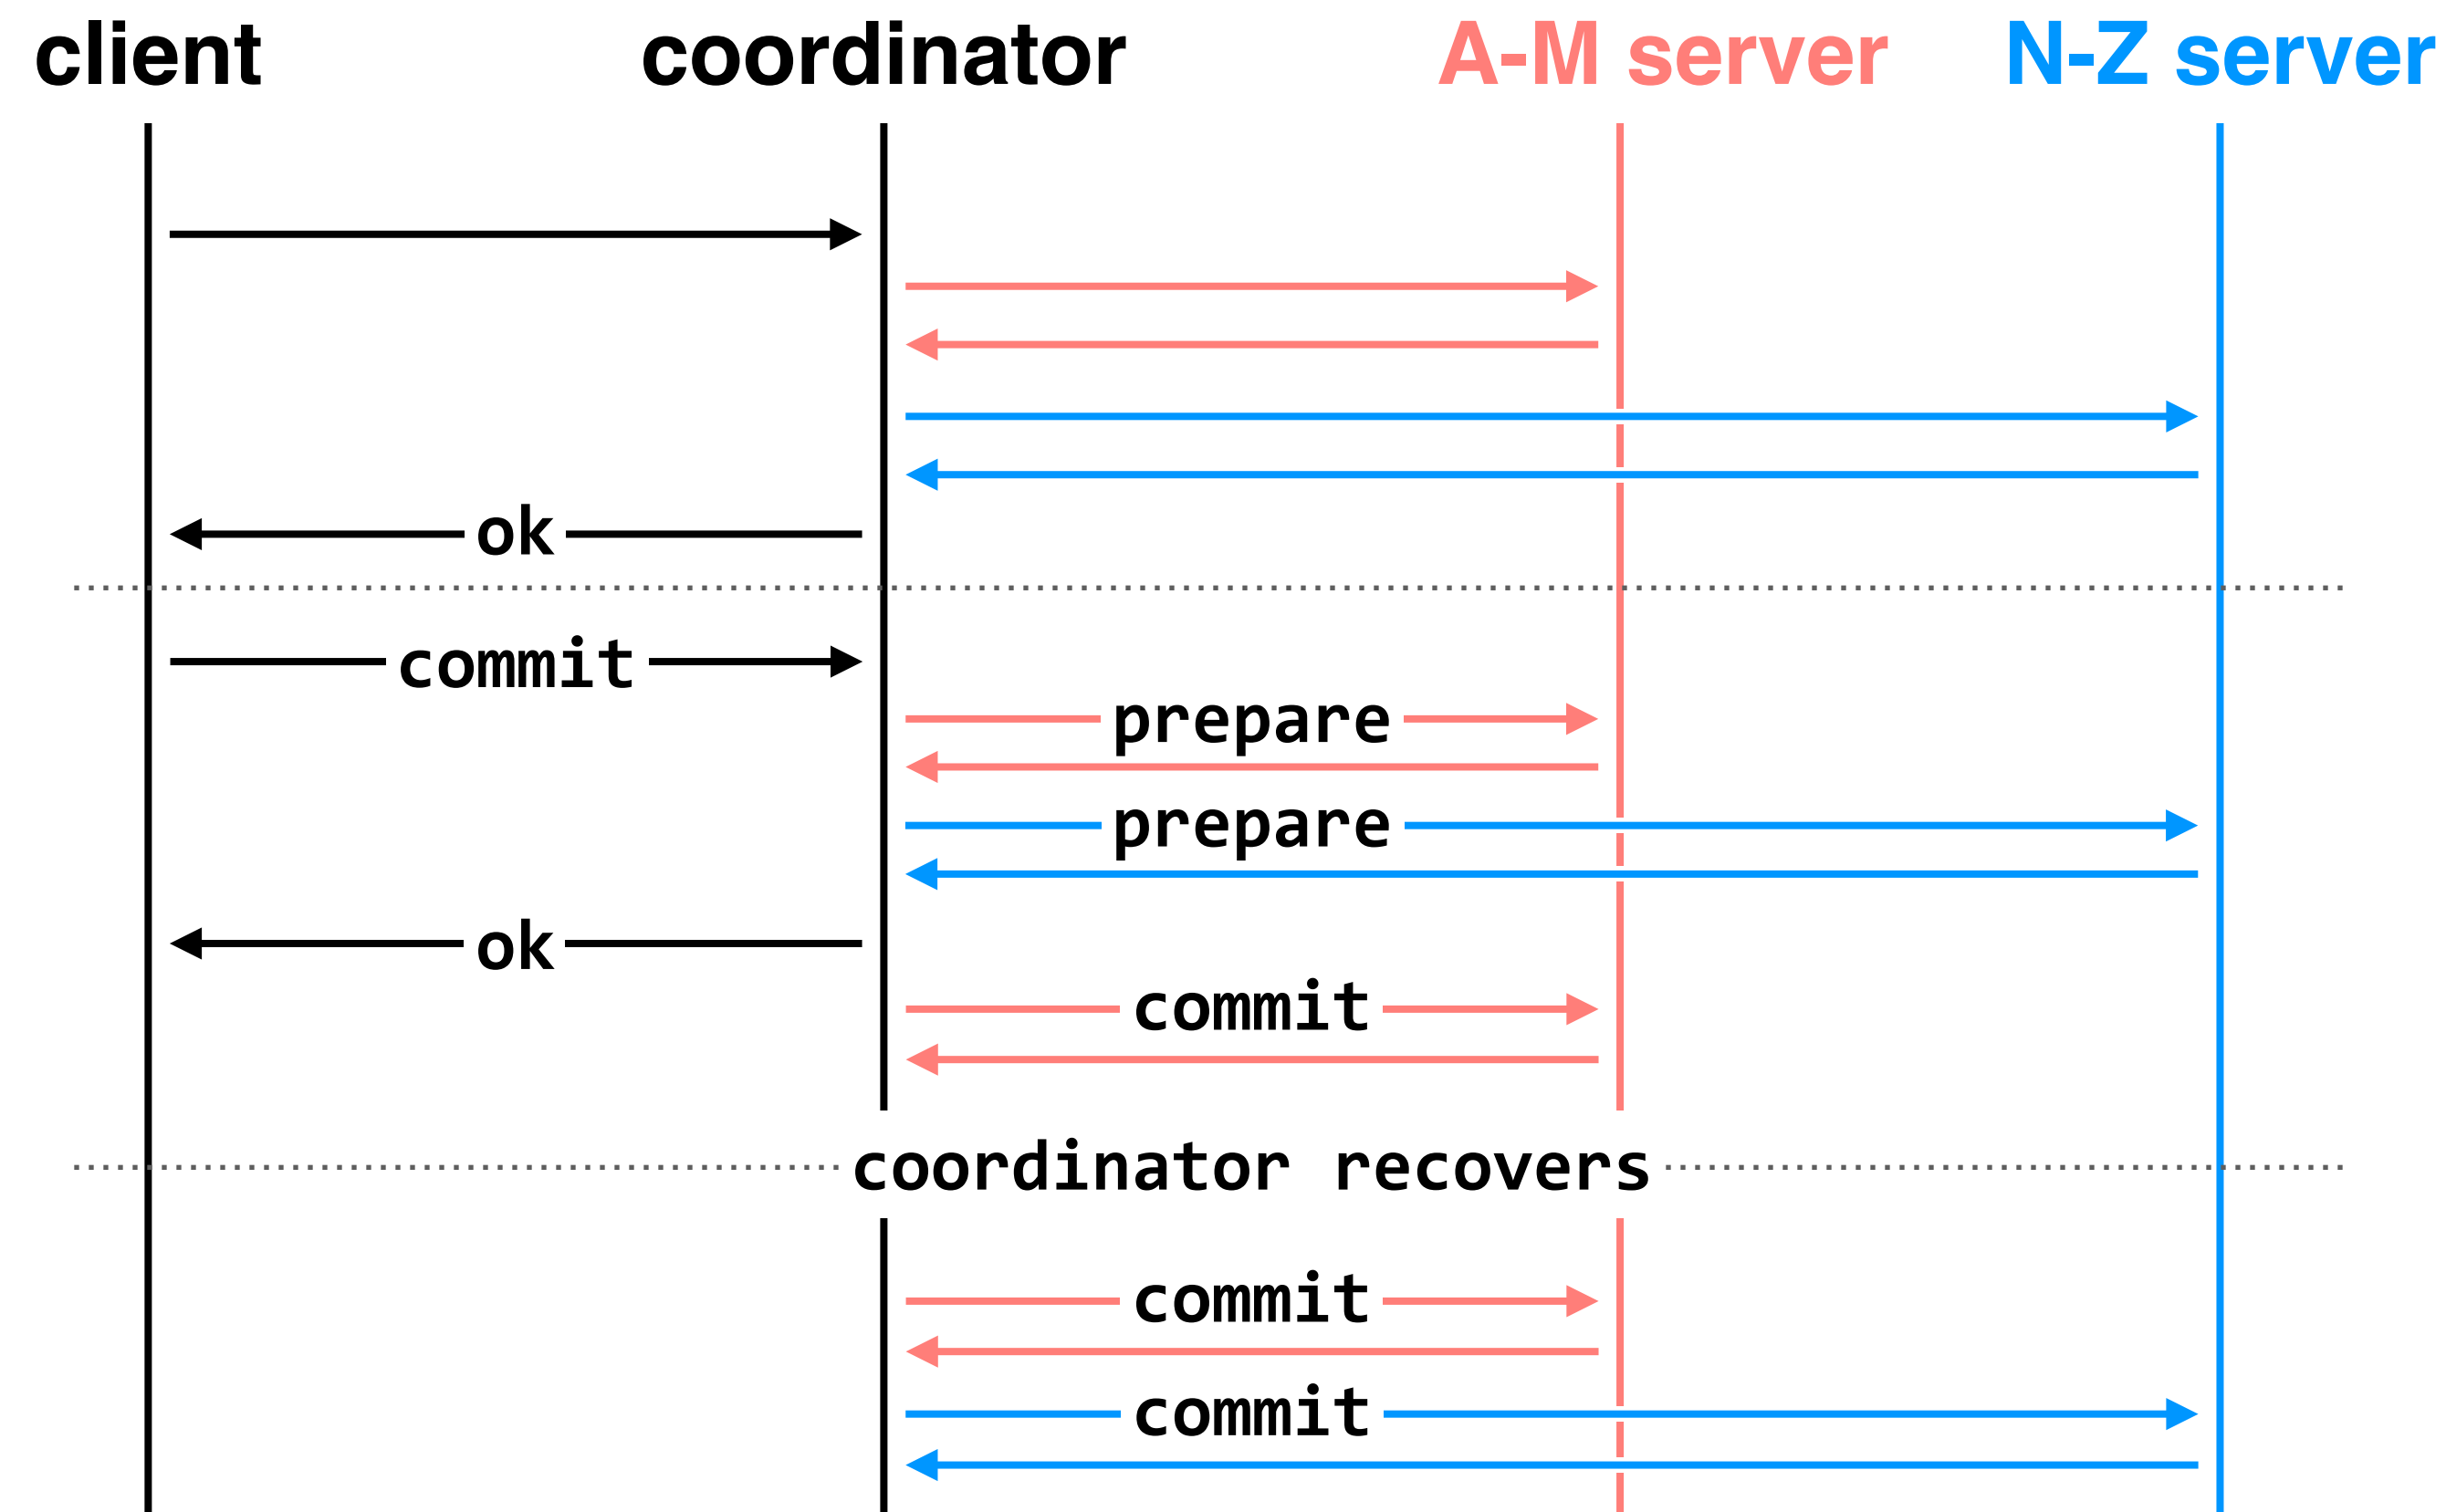 client coordinator A-M server N-Z server
ok
commit
prepare
prepare
ok
commit
coordinator recovers
commit
commit